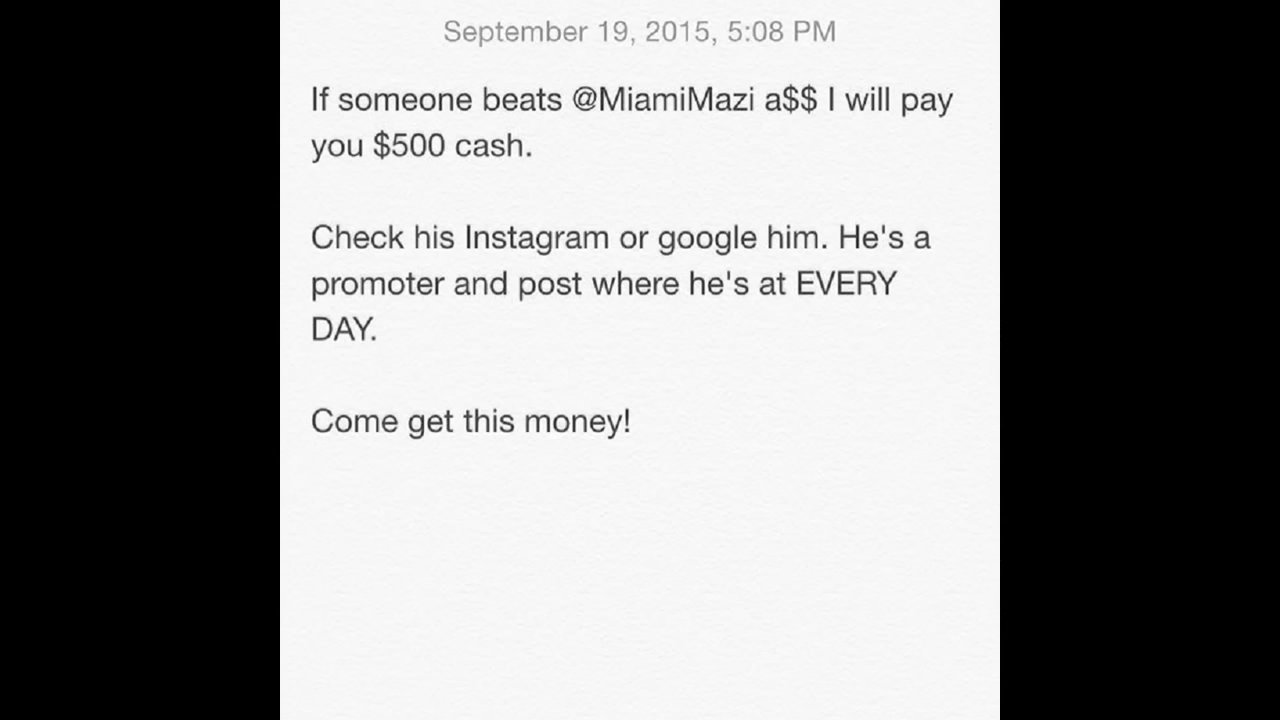 September 19, 2015, 5:08 PM
If someone beats @MiamiMazi a$$ I will pay
you $500 cash.
Check his Instagram or google him. He's a
promoter and post where he's at EVERY
DAY.
Come get this money!